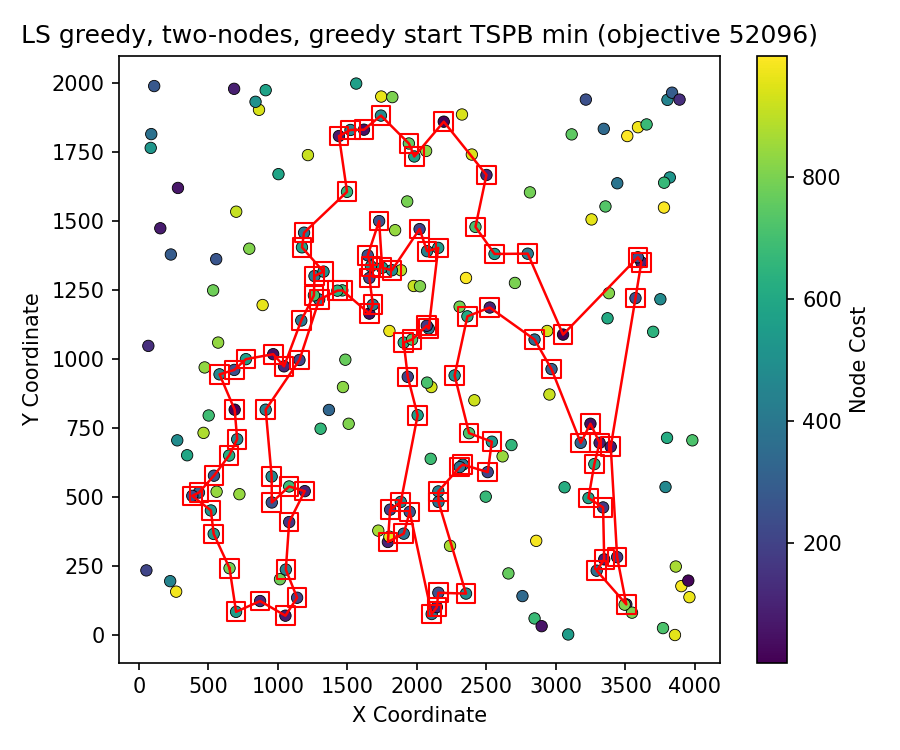 LS greedy, two-nodes, greedy start TSPB min (objective 52096)
2000
1750
1500
1250
1000
750
500
250
0
Y Coordinate
0 500 1000 1500 2000 2500 3000 3500 4000
X Coordinate
800
600
400
200
Node Cost